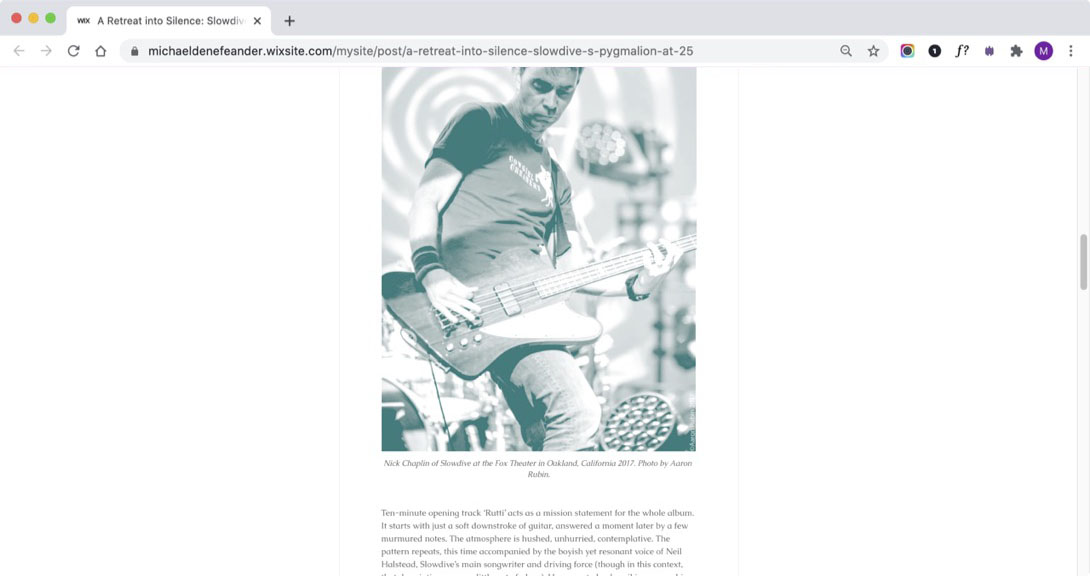 WIX A Retreat into Silence: Slowdiv
michaeldenefeander.wixsite.com/mysite/post/a-retreat-into-silence-slowdive-s-pygmalion-at-25
1 f? M
Nick Chaplin of Slowdive at the Fox Theater in Oakland, California 2017. Photo by Aaron
Rubin.
Ten-minute opening track ‘Rutti’ acts as a mission statement for the whole album.
It starts with just a soft downstroke of guitar, answered a moment later by a few
murmured notes. The atmosphere is hushed, unhurried, contemplative. The
pattern repeats, this time accompanied by the boyish yet resonant voice of Neil
Halstead, Slowdive’s main songwriter and driving force (though in this context,